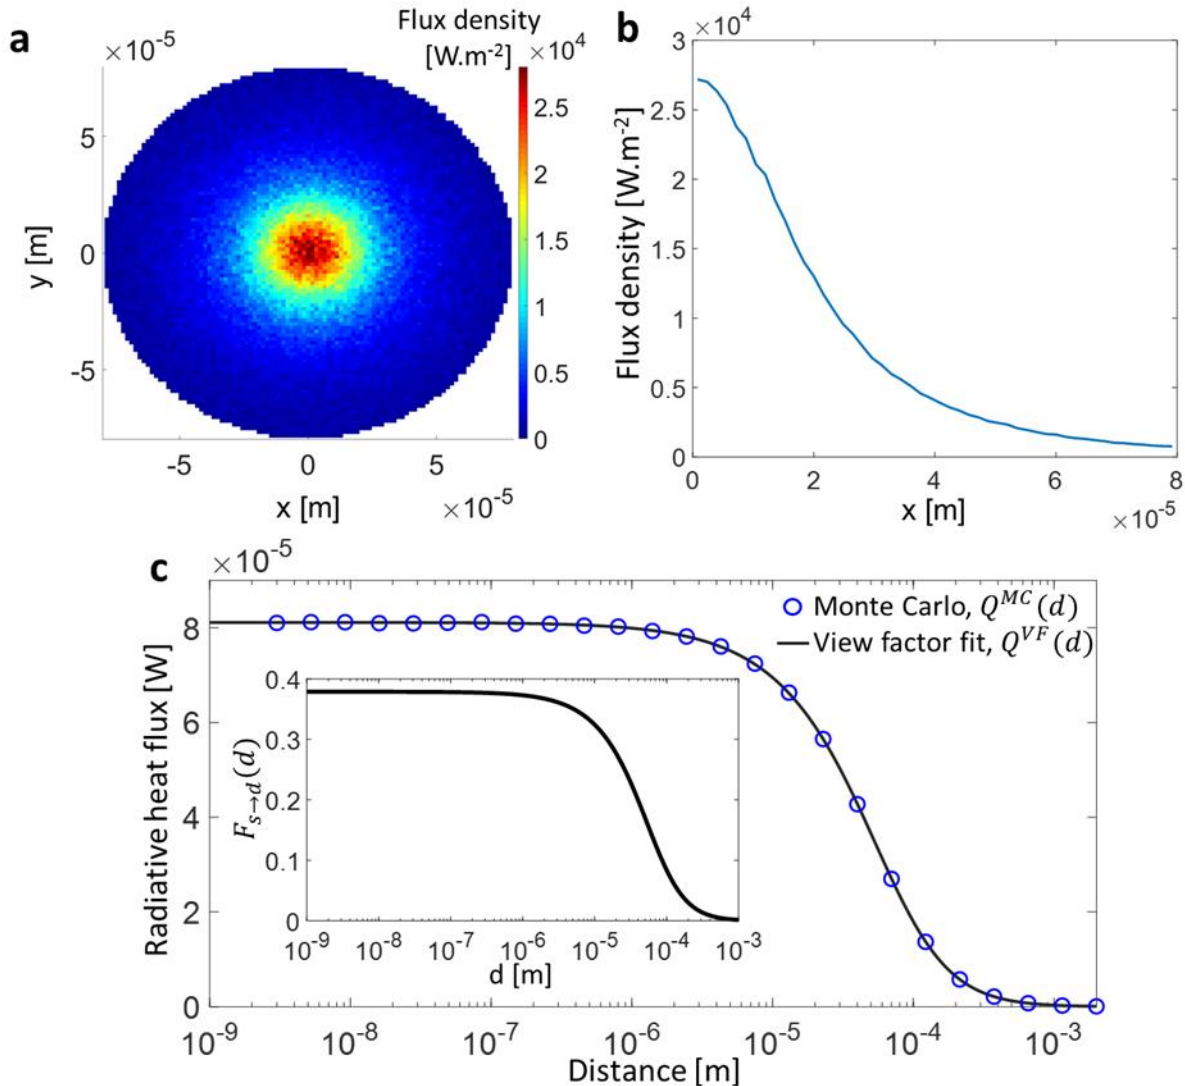 a
×10⁻⁵
Flux density
[W.m⁻²]
×10⁴
2.5
2
1.5
1
0.5
0
5
0
-5
y [m]
-5 0 5
x [m]
×10⁻⁵
b
×10⁴
3
2.5
2
1.5
1
0.5
0
Flux density [W.m⁻²]
0 2 4 6 8
x [m]
×10⁻⁵
c
×10⁻⁵
8
6
4
2
0
Radiative heat flux [W]
Monte Carlo, Q^{MC}(d)
View factor fit, Q^{VF}(d)
0.4
0.3
0.2
0.1
0
F_{s→d}(d)
10⁻⁹ 10⁻⁸ 10⁻⁷ 10⁻⁶ 10⁻⁵ 10⁻⁴ 10⁻³
d [m]
10⁻⁹ 10⁻⁸ 10⁻⁷ 10⁻⁶ 10⁻⁵ 10⁻⁴ 10⁻³
Distance [m]